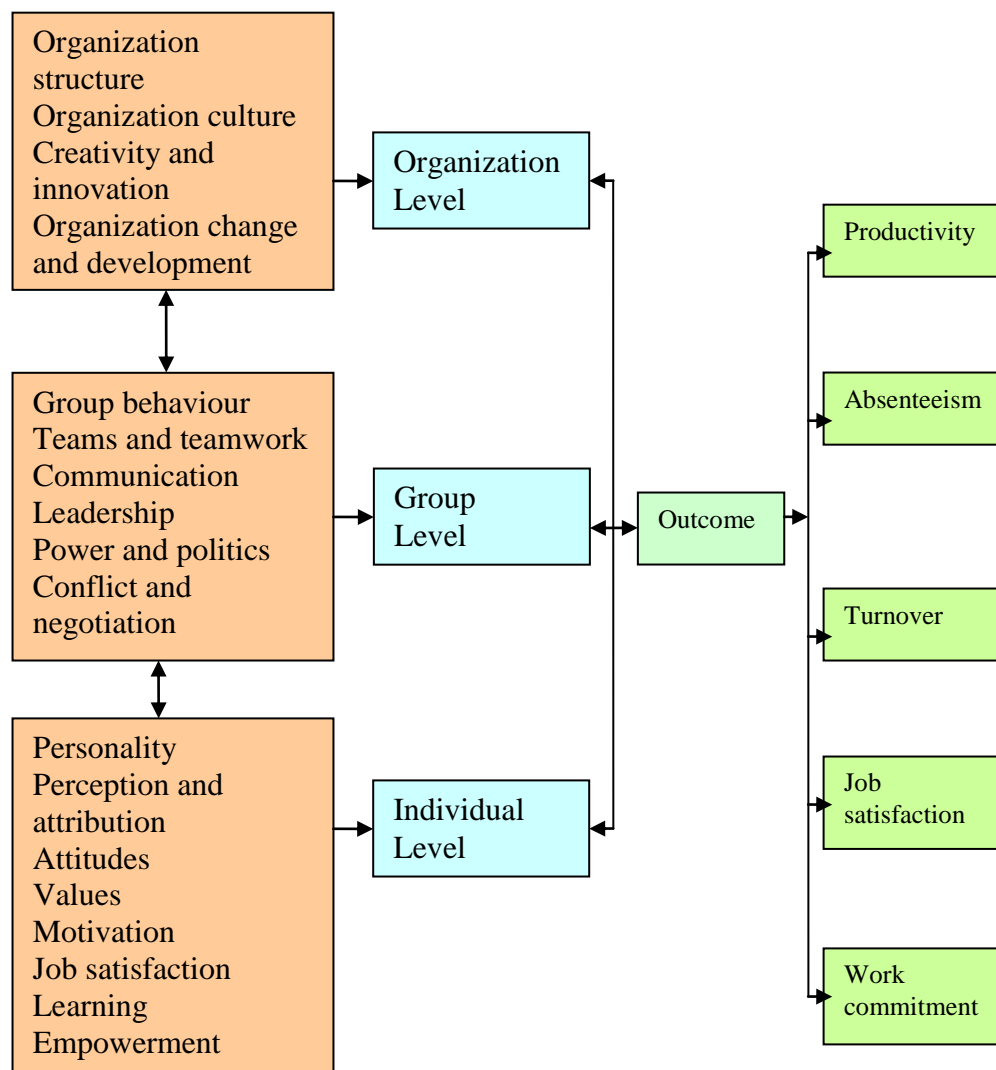 Organization
structure
Organization culture
Creativity and
innovation
Organization change
and development
Organization
Level
Group behaviour
Teams and teamwork
Communication
Leadership
Power and politics
Conflict and
negotiation
Group
Level
Personality
Perception and
attribution
Attitudes
Values
Motivation
Job satisfaction
Learning
Empowerment
Individual
Level
Outcome
Productivity
Absenteeism
Turnover
Job
satisfaction
Work
commitment